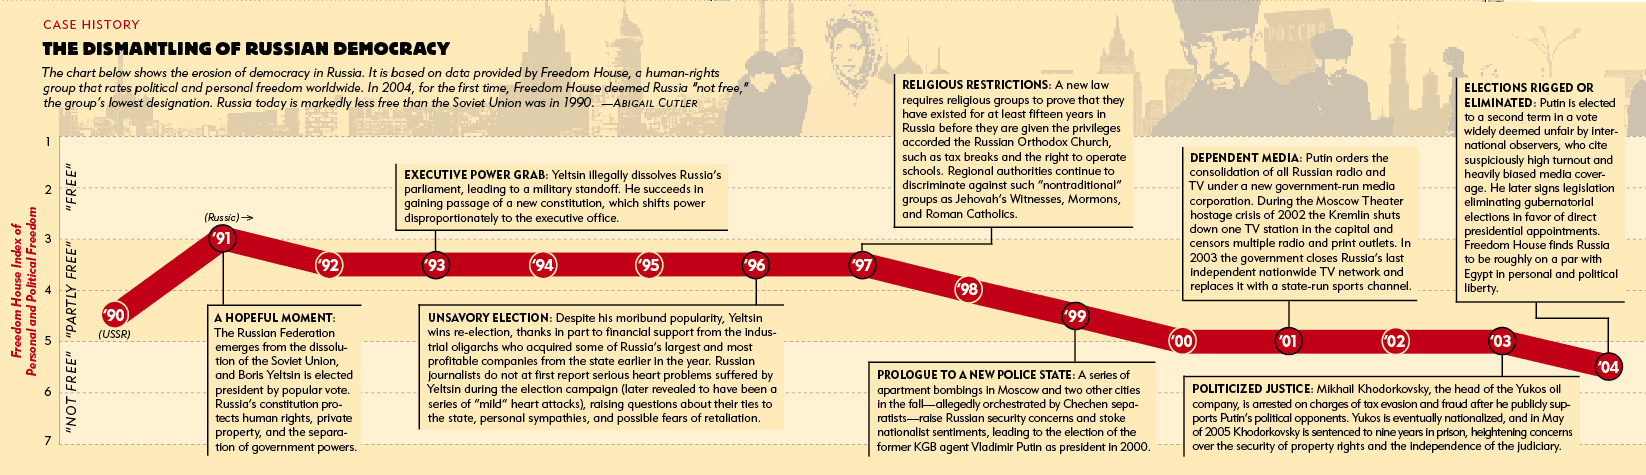 CASE HISTORY
THE DISMANTLING OF RUSSIAN DEMOCRACY
The chart below shows the erosion of democracy in Russia. It is based on data provided by Freedom House, a human-rights
group that rates political and personal freedom worldwide. In 2004, for the first time, Freedom House deemed Russia "not free,"
the group's lowest designation. Russia today is markedly less free than the Soviet Union was in 1990. —ABIGAIL CUTLER
Freedom House Index of
Personal and Political Freedom
1
2
3
4
5
6
7
"FREE"
"PARTLY FREE"
"NOT FREE"
(Russia) →
'90
(USSR)
'91
'92
'93
'94
'95
'96
'97
'98
'99
'00
'01
'02
'03
'04
A HOPEFUL MOMENT:
The Russian Federation
emerges from the dissolu-
tion of the Soviet Union,
and Boris Yeltsin is elected
president by popular vote.
Russia's constitution pro-
tects human rights, private
property, and the separa-
tion of government powers.
EXECUTIVE POWER GRAB: Yeltsin illegally dissolves Russia's
parliament, leading to a military standoff. He succeeds in
gaining passage of a new constitution, which shifts power
disproportionately to the executive office.
UNSAVORY ELECTION: Despite his moribund popularity, Yeltsin
wins re-election, thanks in part to financial support from the indus-
trial oligarchs who acquired some of Russia's largest and most
profitable companies from the state earlier in the year. Russian
journalists do not at first report serious heart problems suffered by
Yeltsin during the election campaign (later revealed to have been a
series of "mild" heart attacks), raising questions about their ties to
the state, personal sympathies, and possible fears of retaliation.
RELIGIOUS RESTRICTIONS: A new law
requires religious groups to prove that they
have existed for at least fifteen years in
Russia before they are given the privileges
accorded the Russian Orthodox Church,
such as tax breaks and the right to operate
schools. Regional authorities continue to
discriminate against such "nontraditional"
groups as Jehovah's Witnesses, Mormons,
and Roman Catholics.
PROLOGUE TO A NEW POLICE STATE: A series of
apartment bombings in Moscow and two other cities
in the fall—allegedly orchestrated by Chechen sepa-
ratists—raise Russian security concerns and stoke
nationalist sentiments, leading to the election of the
former KGB agent Vladimir Putin as president in 2000.
DEPENDENT MEDIA: Putin orders the
consolidation of all Russian radio and
TV under a new government-run media
corporation. During the Moscow Theater
hostage crisis of 2002 the Kremlin shuts
down one TV station in the capital and
censors multiple radio and print outlets. In
2003 the government closes Russia's last
independent nationwide TV network and
replaces it with a state-run sports channel.
POLITICIZED JUSTICE: Mikhail Khodorkovsky, the head of the Yukos oil
company, is arrested on charges of tax evasion and fraud after he publicly sup-
ports Putin's political opponents. Yukos is eventually nationalized, and in May
of 2005 Khodorkovsky is sentenced to nine years in prison, heightening concerns
over the security of property rights and the independence of the judiciary.
ELECTIONS RIGGED OR
ELIMINATED: Putin is elected
to a second term in a vote
widely deemed unfair by inter-
national observers, who cite
suspiciously high turnout and
heavily biased media cover-
age. He later signs legislation
eliminating gubernatorial
elections in favor of direct
presidential appointments.
Freedom House finds Russia
to be roughly on a par with
Egypt in personal and political
liberty.